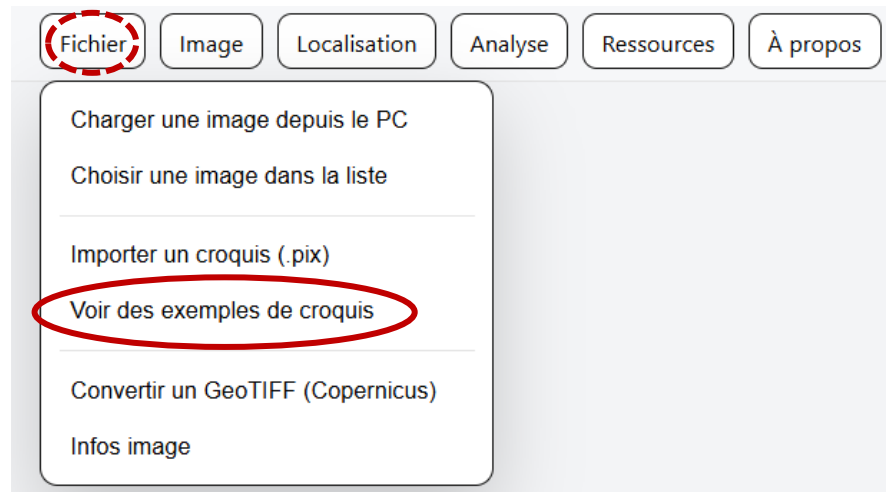 Fichier Image Localisation Analyse Ressources À propos
Charger une image depuis le PC
Choisir une image dans la liste
Importer un croquis (.pix)
Voir des exemples de croquis
Convertir un GeoTIFF (Copernicus)
Infos image